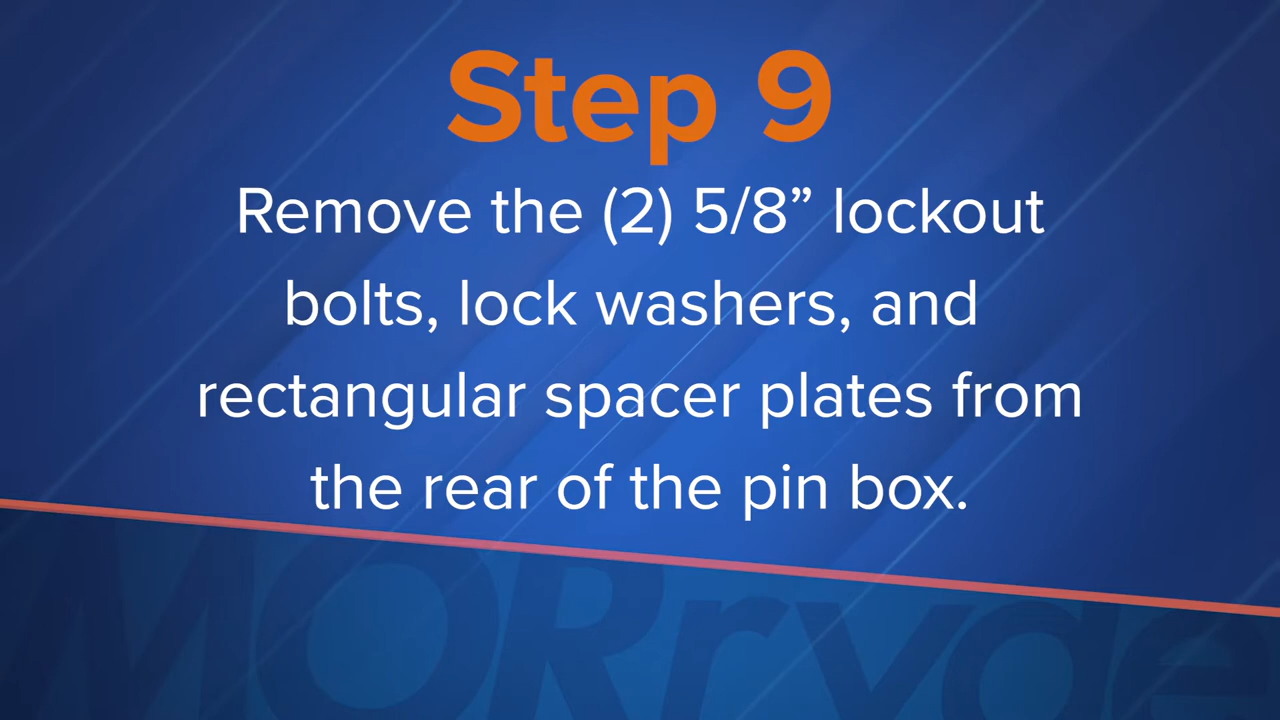 Step 9
Remove the (2) 5/8” lockout
bolts, lock washers, and
rectangular spacer plates from
the rear of the pin box.
MORryde